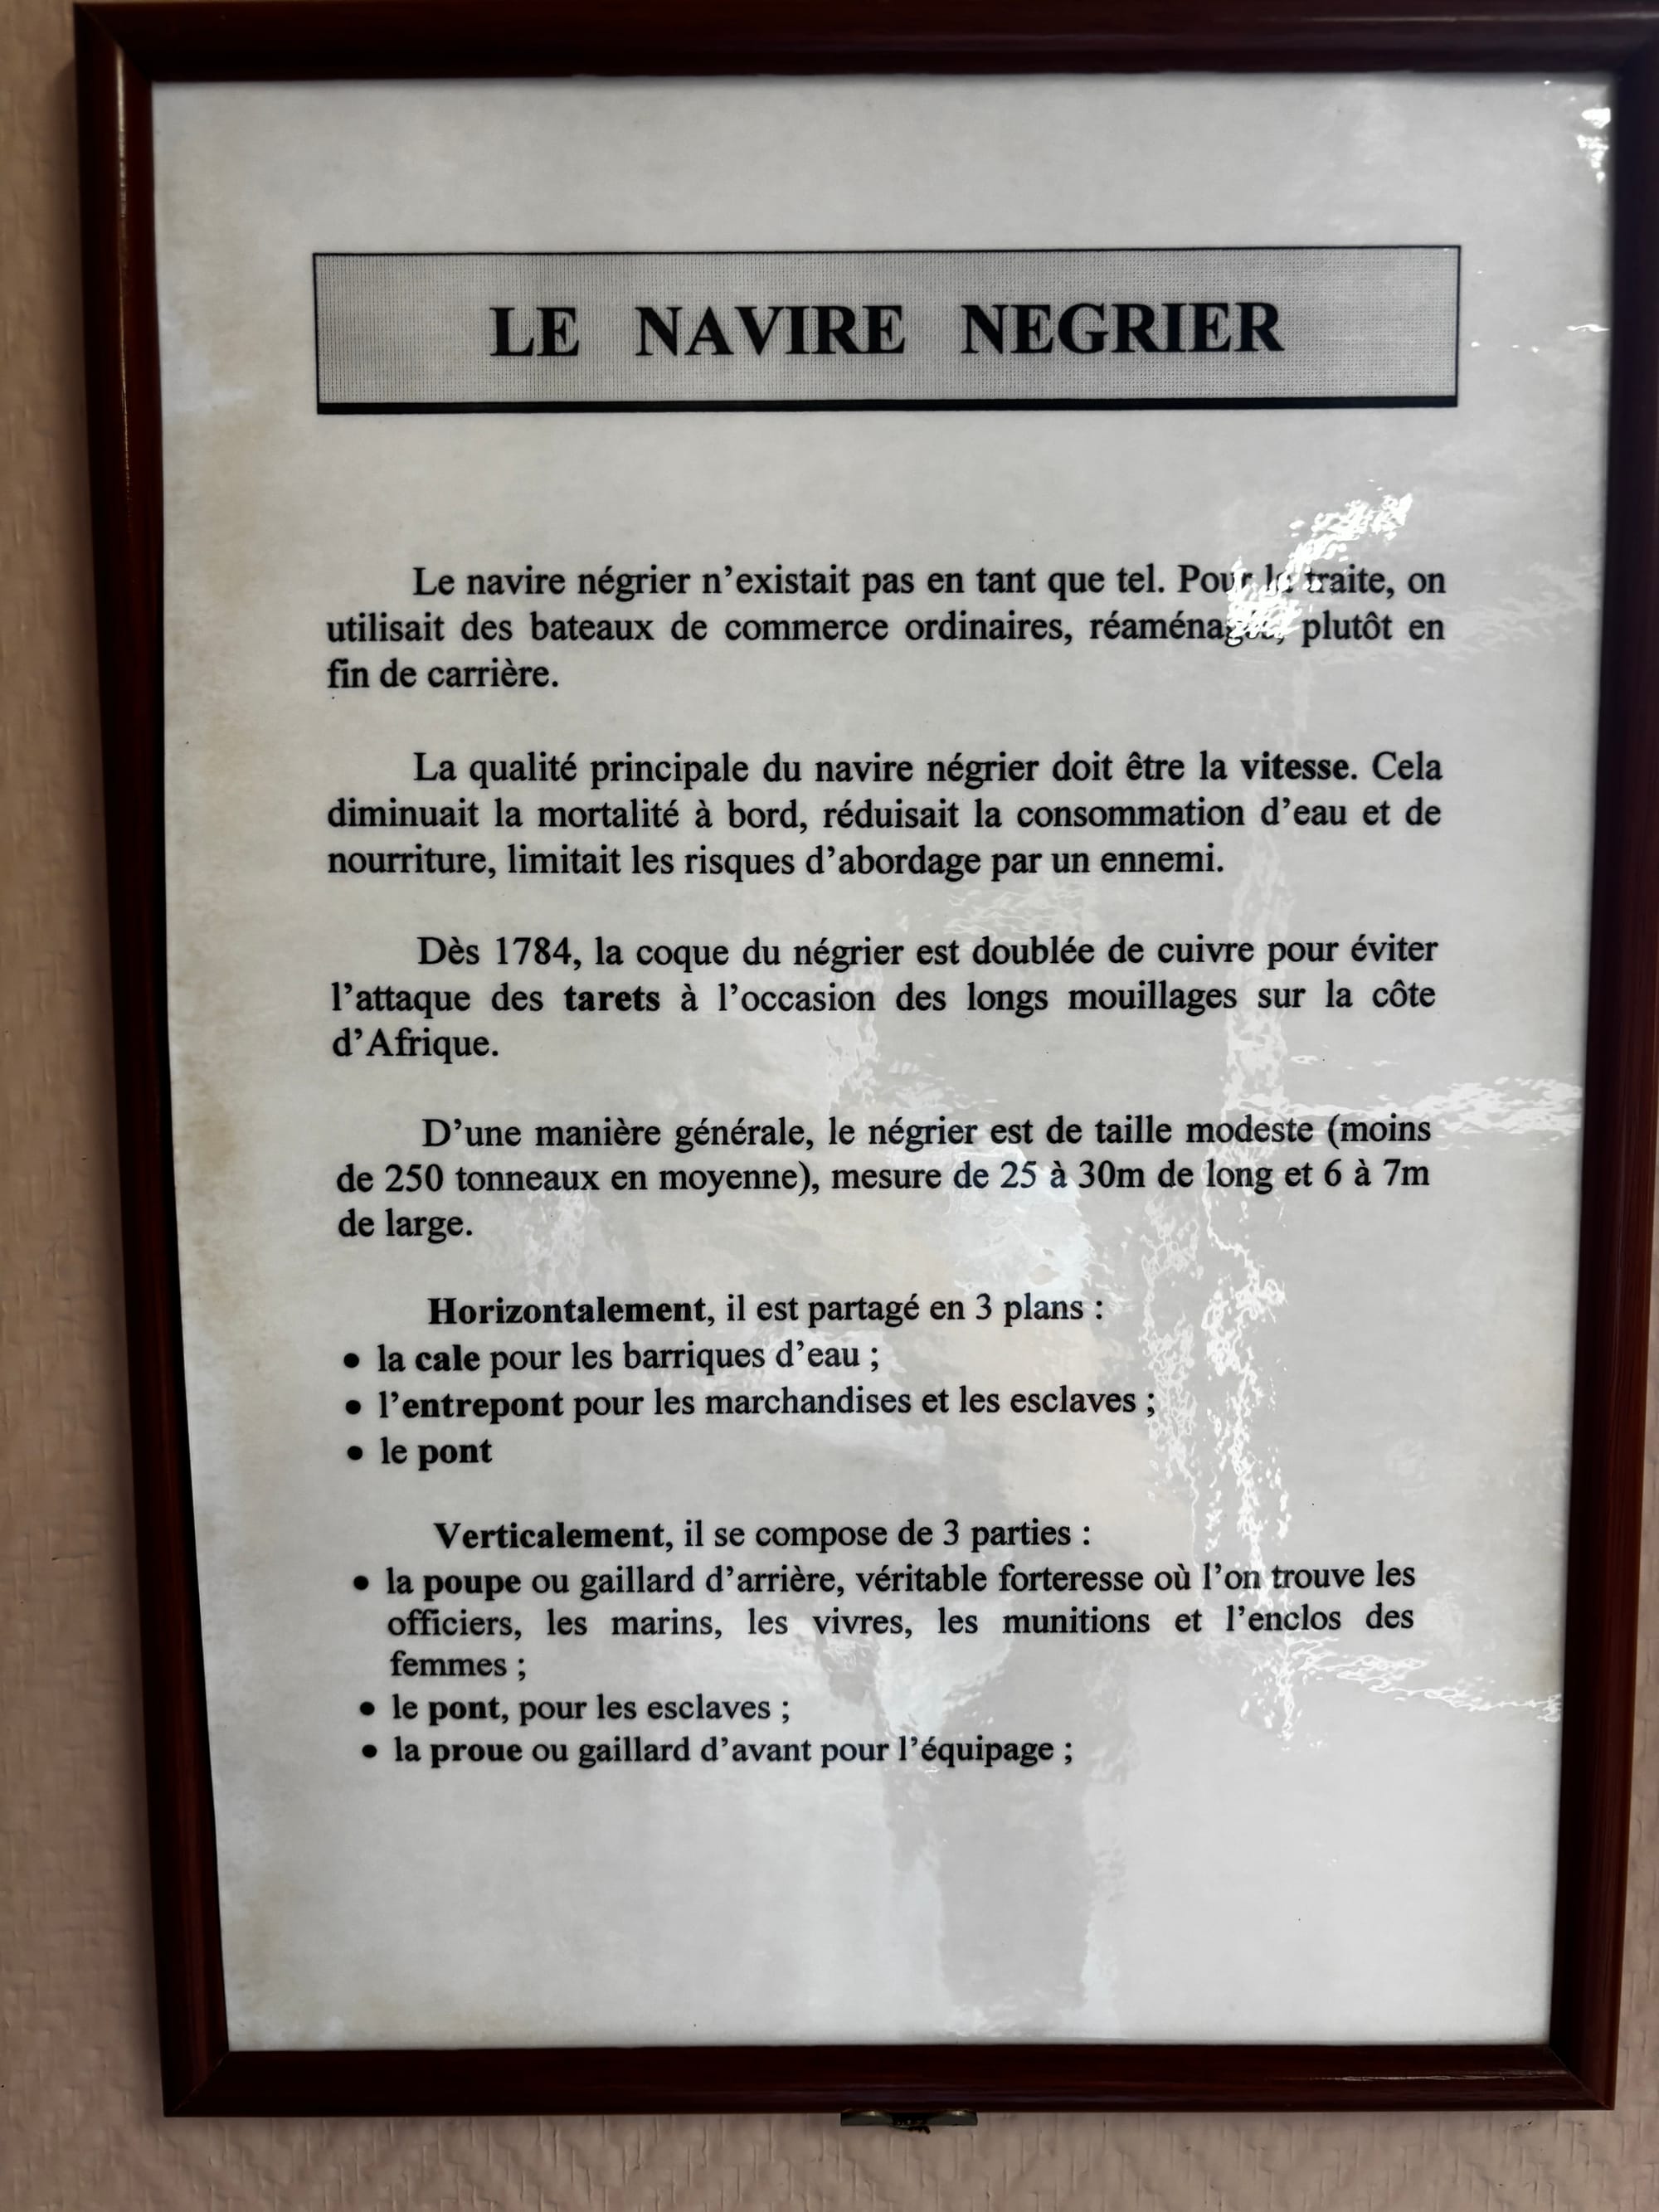 LE NAVIRE NEGRIER
Le navire négrier n'existait pas en tant que tel. Pour la traite, on
utilisait des bateaux de commerce ordinaires, réaménagés, plutôt en
fin de carrière.
La qualité principale du navire négrier doit être la vitesse. Cela
diminuait la mortalité à bord, réduisait la consommation d'eau et de
nourriture, limitait les risques d'abordage par un ennemi.
Dès 1784, la coque du négrier est doublée de cuivre pour éviter
l'attaque des tarets à l'occasion des longs mouillages sur la côte
d'Afrique.
D'une manière générale, le négrier est de taille modeste (moins
de 250 tonneaux en moyenne), mesure de 25 à 30m de long et 6 à 7m
de large.
Horizontalement, il est partagé en 3 plans :
• la cale pour les barriques d'eau ;
• l'entrepont pour les marchandises et les esclaves ;
• le pont
Verticalement, il se compose de 3 parties :
• la poupe ou gaillard d'arrière, véritable forteresse où l'on trouve les
officiers, les marins, les vivres, les munitions et l'enclos des
femmes ;
• le pont, pour les esclaves ;
• la proue ou gaillard d'avant pour l'équipage ;